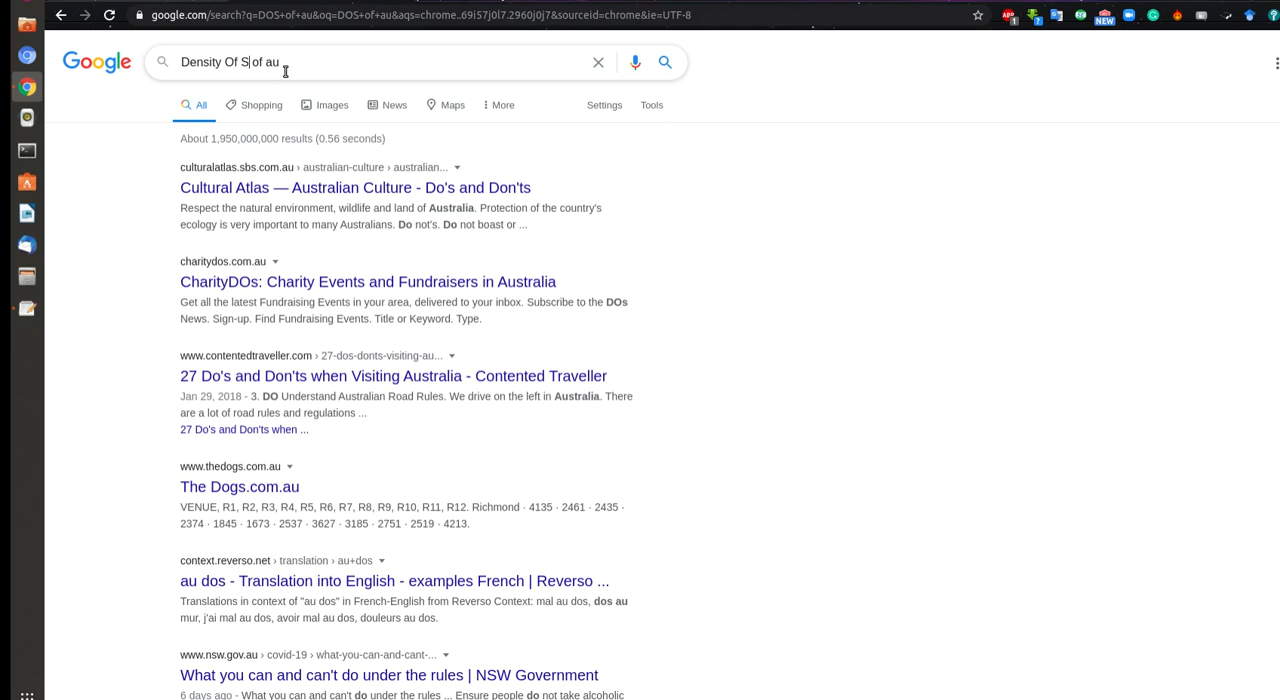 google.com/search?q=DOS+of+au&oq=DOS+of+au&aqs=chrome..69i57j0l7.2960j0j7&sourceid=chrome&ie=UTF-8
NEW
Google
Density Of S of au
All
Shopping
Images
News
Maps
More
Settings
Tools
About 1,950,000,000 results (0.56 seconds)
culturalatlas.sbs.com.au › australian-culture › australian...
Cultural Atlas — Australian Culture - Do's and Don'ts
Respect the natural environment, wildlife and land of Australia. Protection of the country's
ecology is very important to many Australians. Do not's. Do not boast or ...
charitydos.com.au
CharityDOs: Charity Events and Fundraisers in Australia
Get all the latest Fundraising Events in your area, delivered to your inbox. Subscribe to the DOs
News. Sign-up. Find Fundraising Events. Title or Keyword. Type.
www.contentedtraveller.com › 27-dos-donts-visiting-au...
27 Do's and Don'ts when Visiting Australia - Contented Traveller
Jan 29, 2018 - 3. DO Understand Australian Road Rules. We drive on the left in Australia. There
are a lot of road rules and regulations ...
27 Do's and Don'ts when ...
www.thedogs.com.au
The Dogs.com.au
VENUE, R1, R2, R3, R4, R5, R6, R7, R8, R9, R10, R11, R12. Richmond · 4135 · 2461 · 2435 ·
2374 · 1845 · 1673 · 2537 · 3627 · 3185 · 2751 · 2519 · 4213.
context.reverso.net › translation › au+dos
au dos - Translation into English - examples French | Reverso ...
Translations in context of "au dos" in French-English from Reverso Context: mal au dos, dos au
mur, j'ai mal au dos, avoir mal au dos, douleurs au dos.
www.nsw.gov.au › covid-19 › what-you-can-and-cant-...
What you can and can't do under the rules | NSW Government
6 days ago - What you can and can't do under the rules ... Ensure people do not take alcoholic